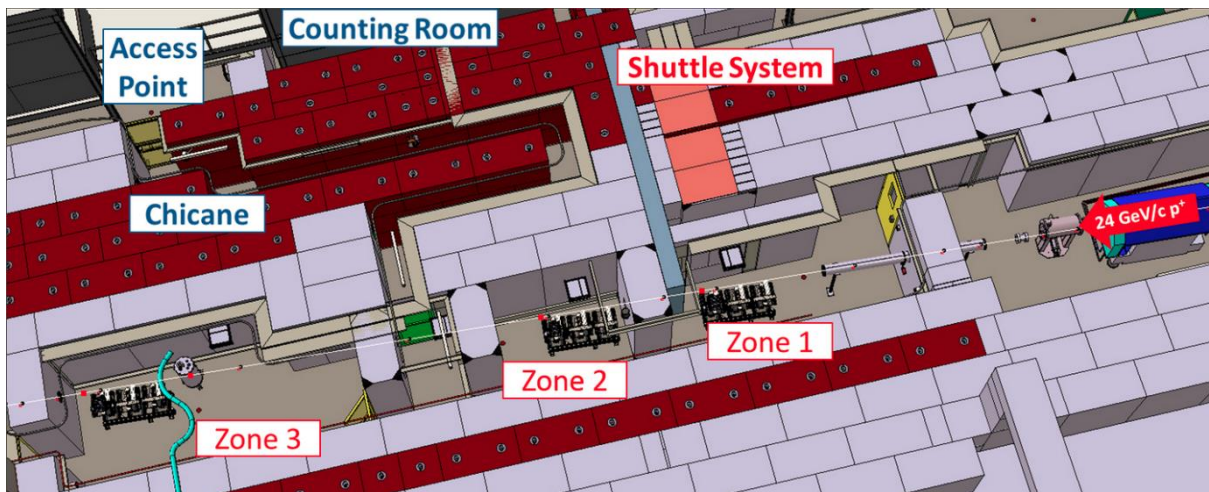 Access
Point
Counting Room
Shuttle System
Chicane
24 GeV/c p⁺
Zone 1
Zone 2
Zone 3